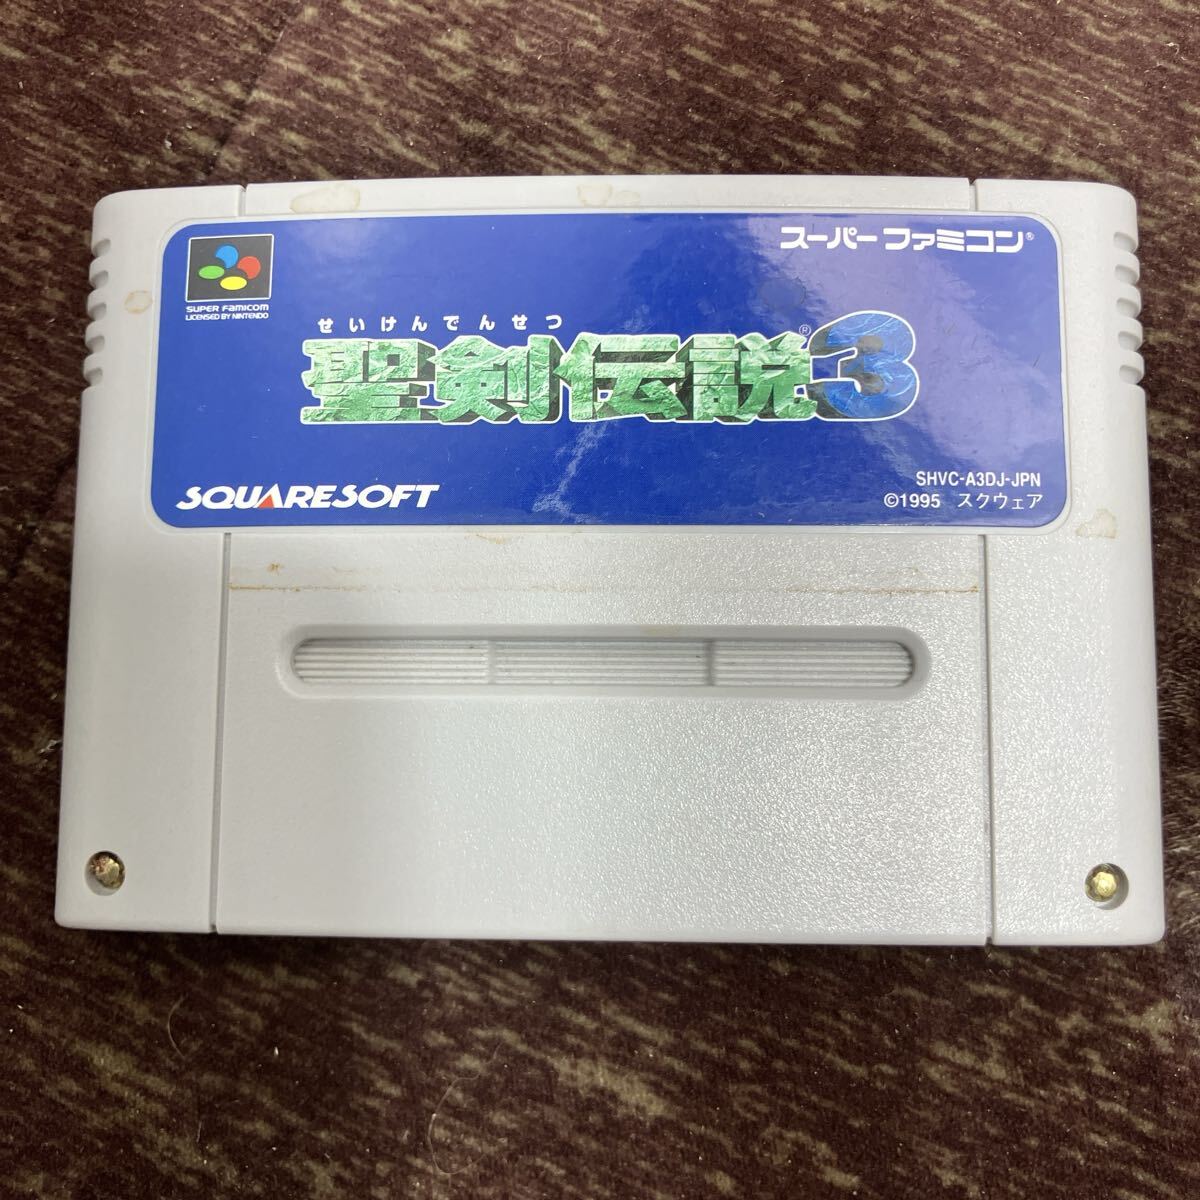 スーパーファミコン®
SUPER FAMICOM
LICENSED BY NINTENDO
せいけんでんせつ
聖剣伝説®3
SQUARESOFT
SHVC-A3DJ-JPN
©1995 スクウェア